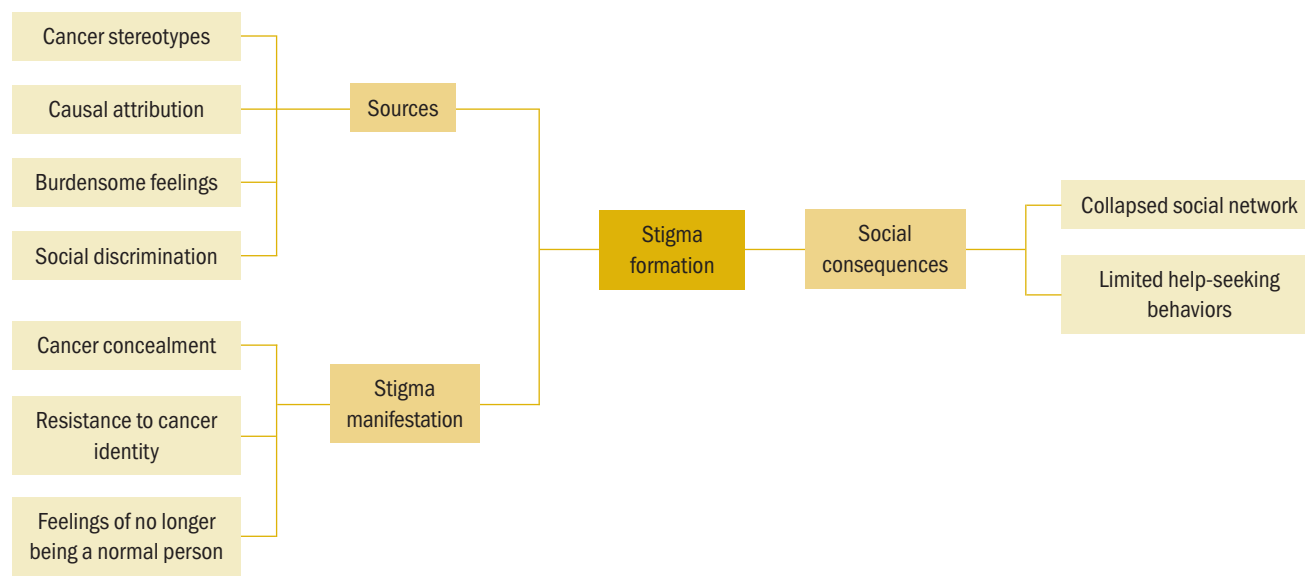 Cancer stereotypes
Causal attribution
Burdensome feelings
Social discrimination
Sources
Cancer concealment
Resistance to cancer
identity
Feelings of no longer
being a normal person
Stigma
manifestation
Stigma
formation
Social
consequences
Collapsed social network
Limited help-seeking
behaviors